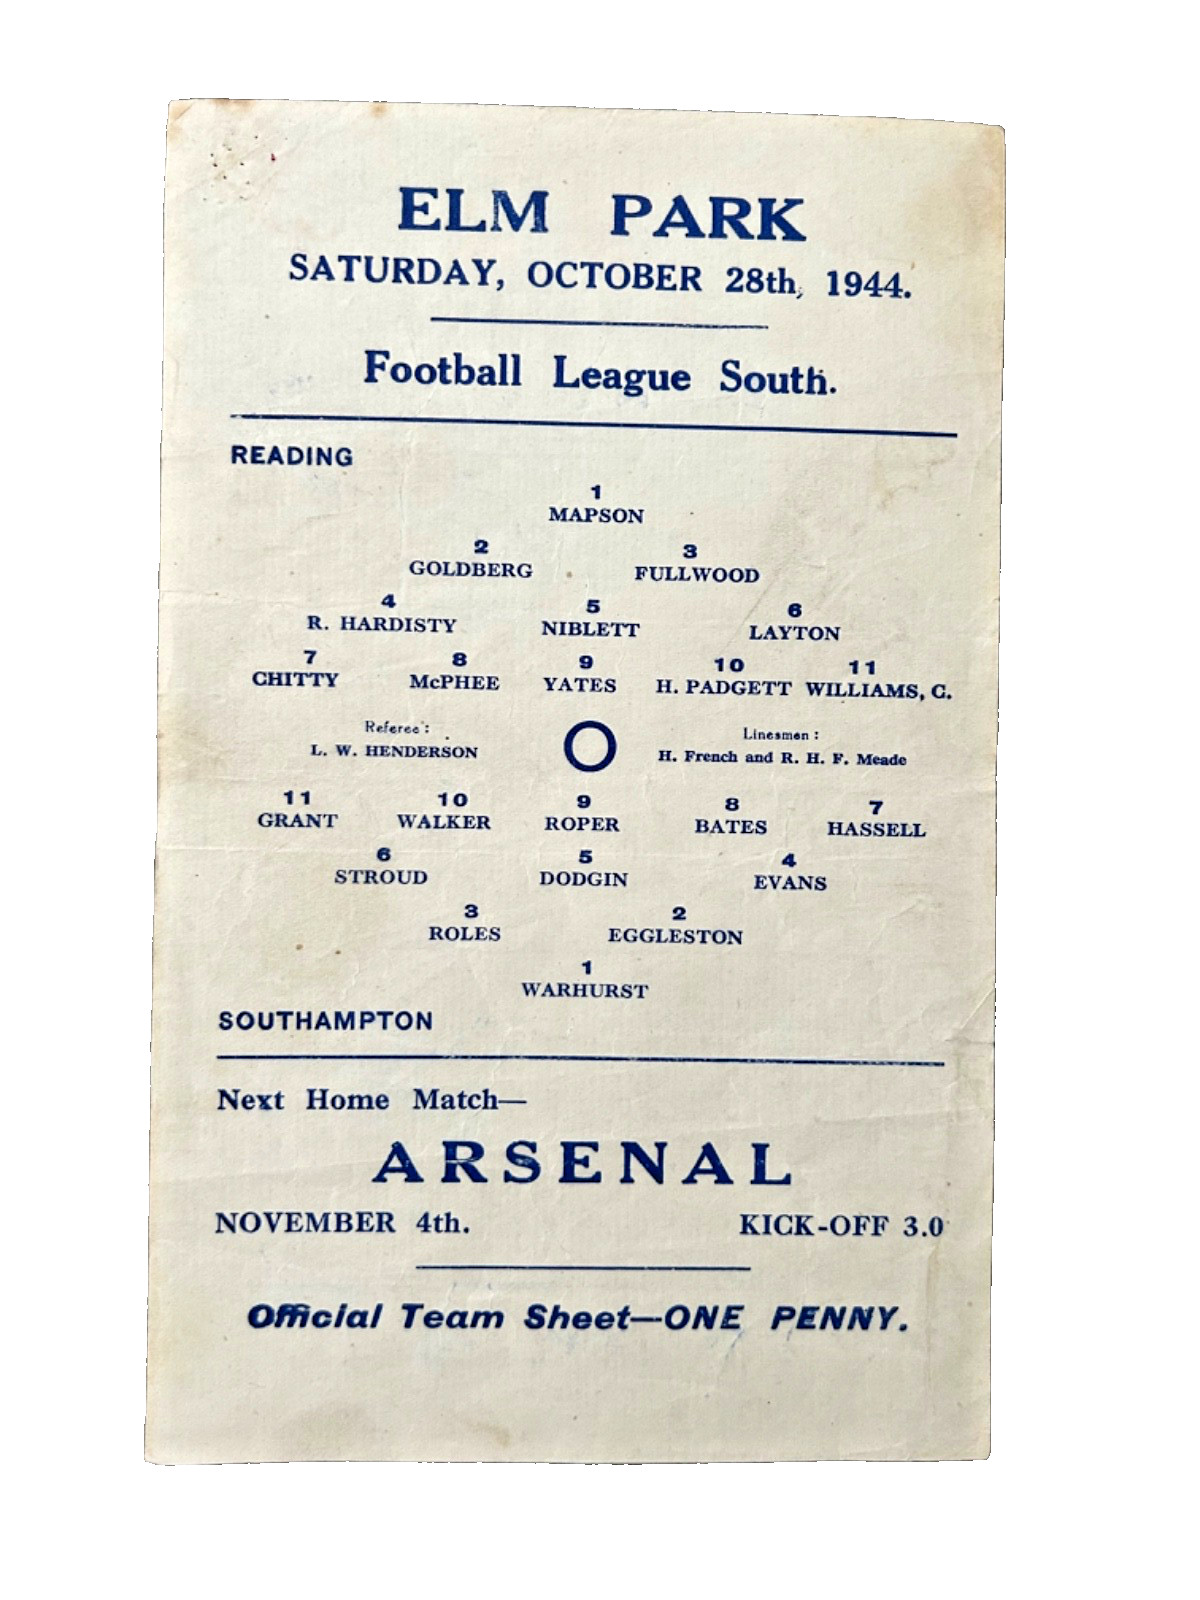 ELM PARK
SATURDAY, OCTOBER 28th, 1944.
Football League South.
READING
1
MAPSON
2 3
GOLDBERG FULLWOOD
4 5 6
R. HARDISTY NIBLETT LAYTON
7 8 9 10 11
CHITTY McPHEE YATES H. PADGETT WILLIAMS, C.
Referee: Linesmen:
L. W. HENDERSON H. French and R. H. F. Meade
11 10 9 8 7
GRANT WALKER ROPER BATES HASSELL
6 5 4
STROUD DODGIN EVANS
3 2
ROLES EGGLESTON
1
WARHURST
SOUTHAMPTON
Next Home Match—
ARSENAL
NOVEMBER 4th. KICK-OFF 3.0
Official Team Sheet—ONE PENNY.